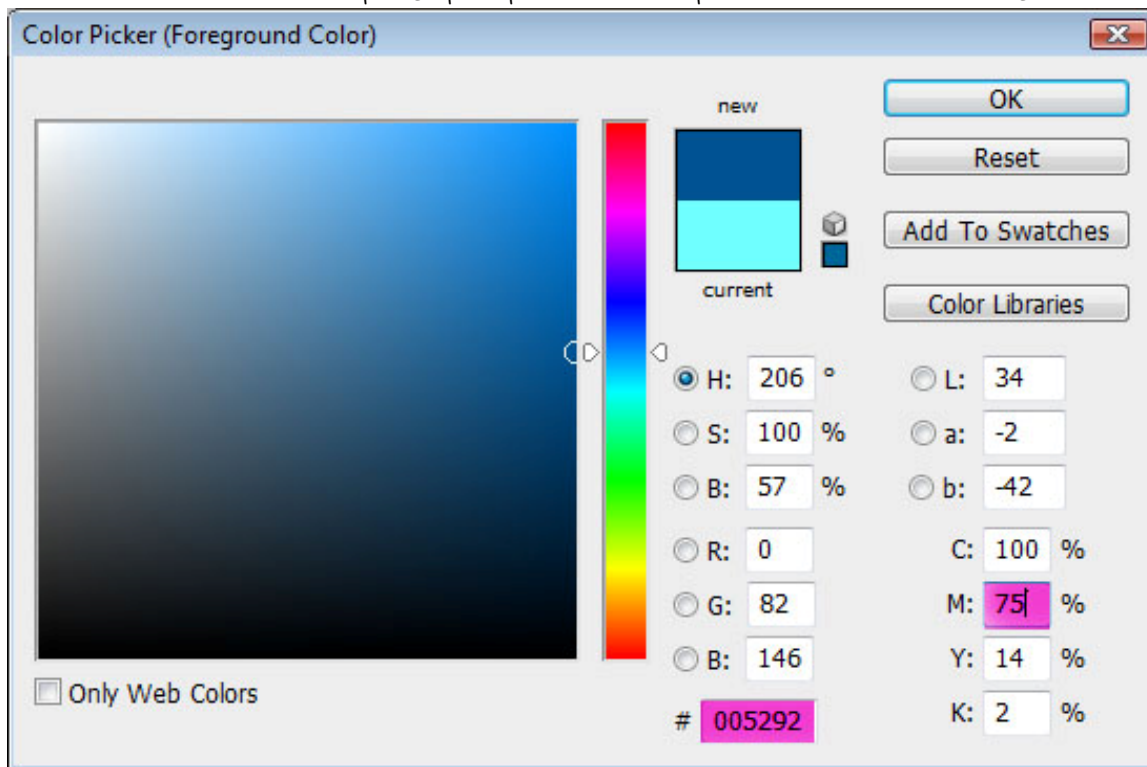 Color Picker (Foreground Color)
new
current
OK
Reset
Add To Swatches
Color Libraries
H: 206 °
S: 100 %
B: 57 %
R: 0
G: 82
B: 146
# 005292
L: 34
a: -2
b: -42
C: 100 %
M: 75 %
Y: 14 %
K: 2 %
Only Web Colors